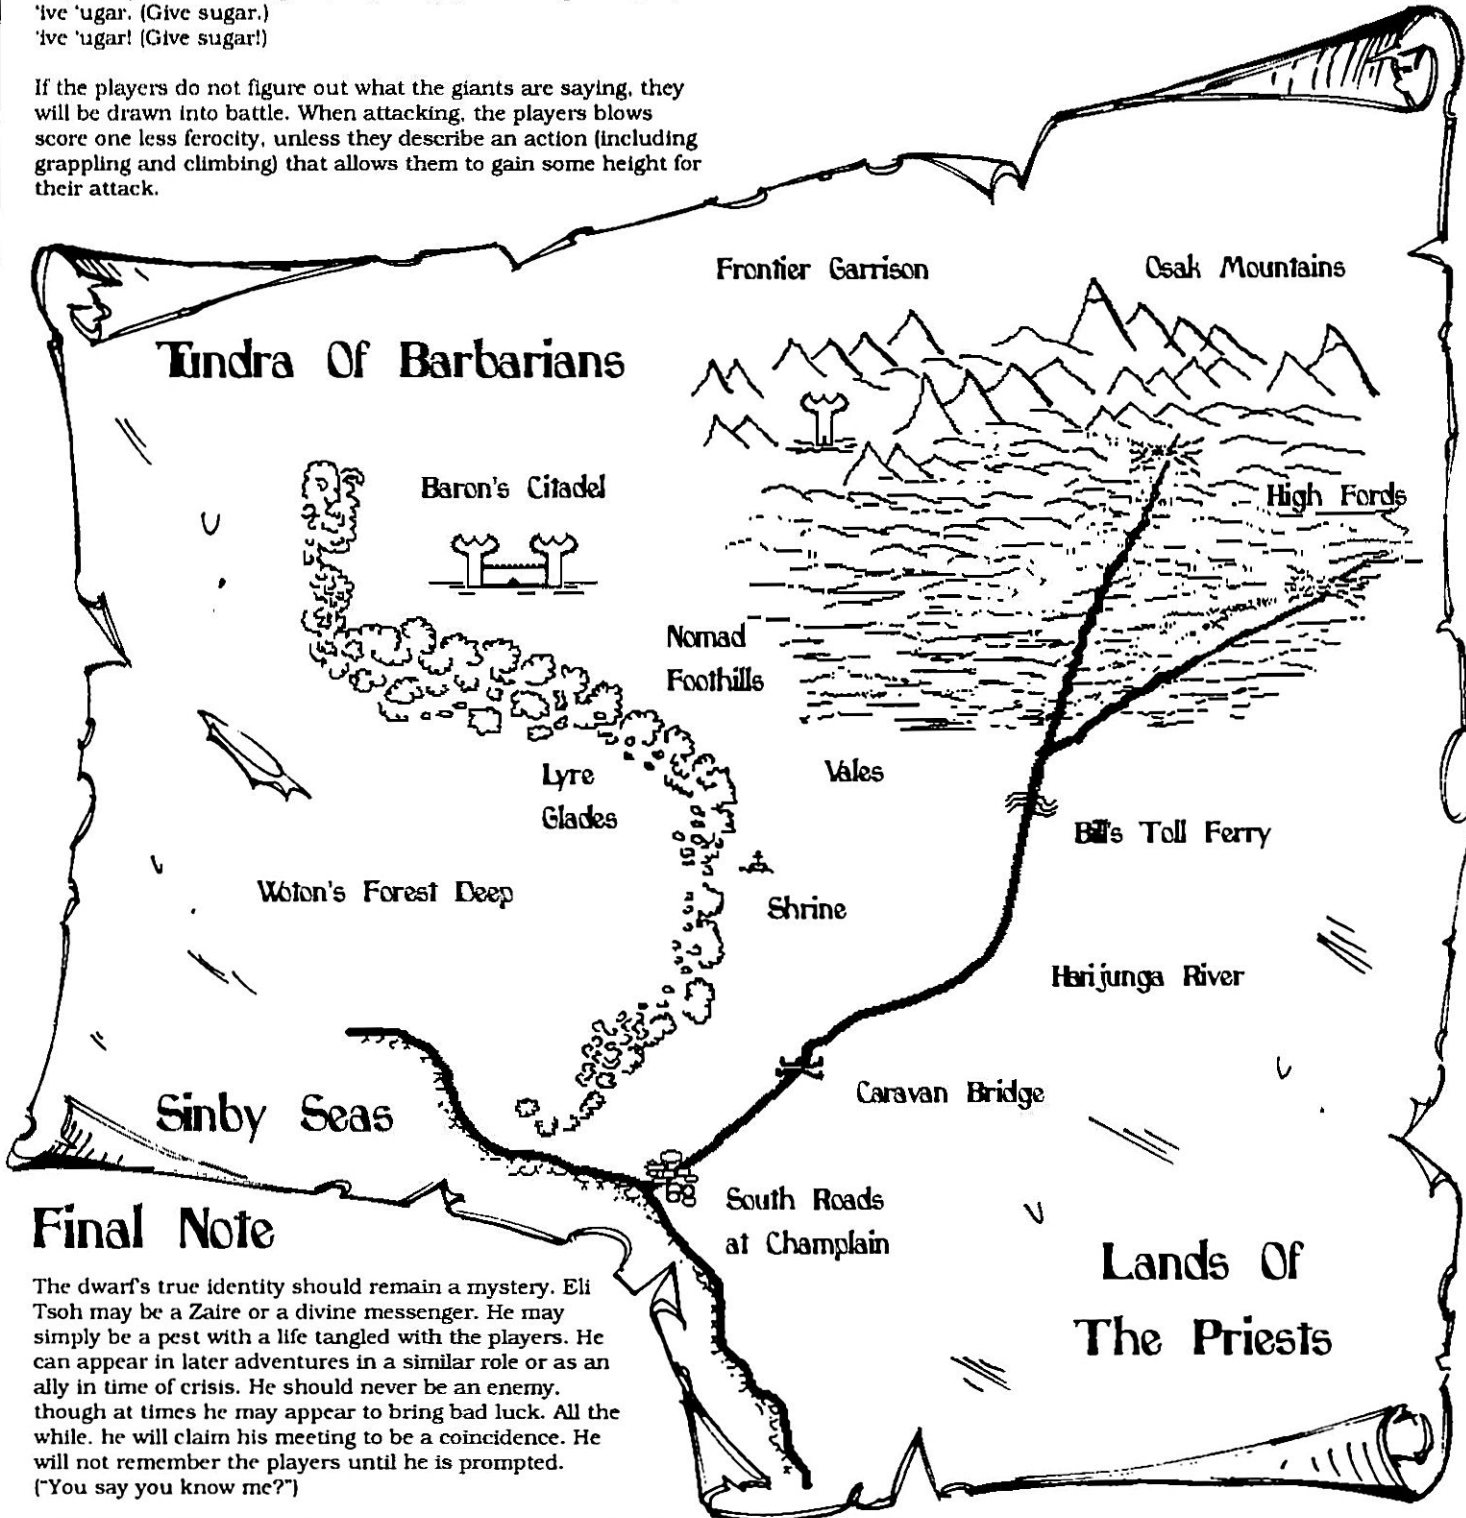 'ive 'ugar. (Give sugar.)
'ive 'ugar! (Give sugar!)
If the players do not figure out what the giants are saying, they
will be drawn into battle. When attacking, the players blows
score one less ferocity, unless they describe an action (including
grappling and climbing) that allows them to gain some height for
their attack.
Frontier Garrison
Osak Mountains
Tundra Of Barbarians
Baron's Citadel
High Fords
Nomad
Foothills
Lyre
Glades
Vales
Bill's Toll Ferry
Woton's Forest Deep
Shrine
Harijunga River
Caravan Bridge
Sinby Seas
South Roads
at Champlain
Lands Of
The Priests
Final Note
The dwarf's true identity should remain a mystery. Eli
Tsoh may be a Zaire or a divine messenger. He may
simply be a pest with a life tangled with the players. He
can appear in later adventures in a similar role or as an
ally in time of crisis. He should never be an enemy,
though at times he may appear to bring bad luck. All the
while. he will claim his meeting to be a coincidence. He
will not remember the players until he is prompted.
("You say you know me?")